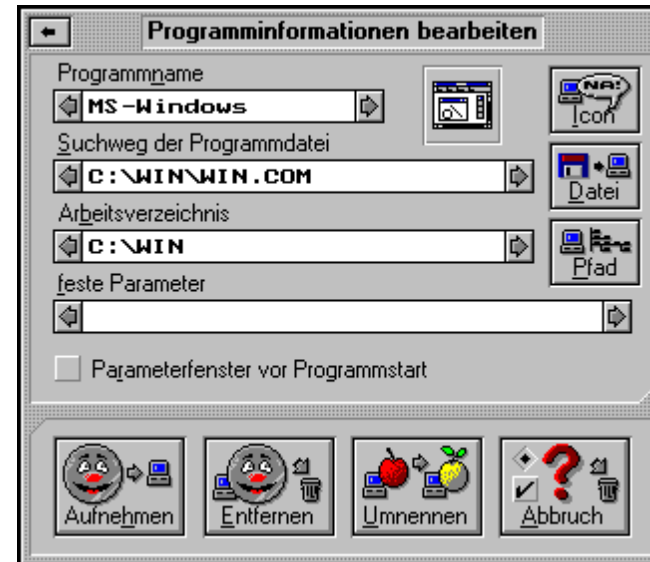 Programminformationen bearbeiten
Programmname
MS-Windows
NA!
Icon
Suchweg der Programmdatei
C:\WIN\WIN.COM
Datei
Arbeitsverzeichnis
C:\WIN
Pfad
feste Parameter
Parameterfenster vor Programmstart
Aufnehmen
Entfernen
Umnennen
Abbruch